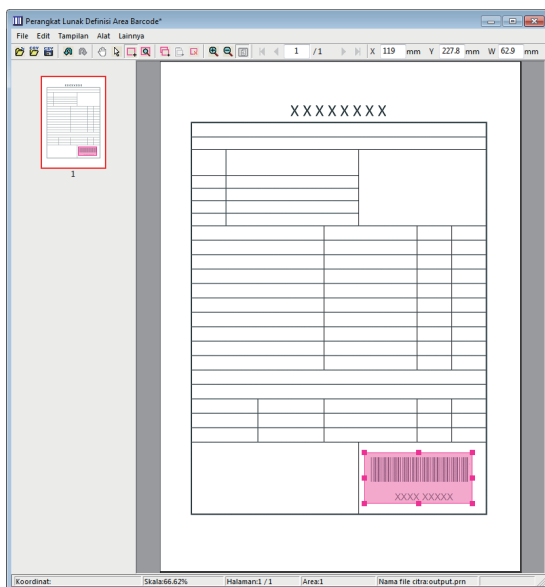 Perangkat Lunak Definisi Area Barcode*
File Edit Tampilan Alat Lainnya
1 /1 X 119 mm Y 227.8 mm W 62.9 mm
XXXXXXXX
1
XXXX XXXXX
Koordinat: Skala:66.62% Halaman:1 / 1 Area:1 Nama file citra:output.prn